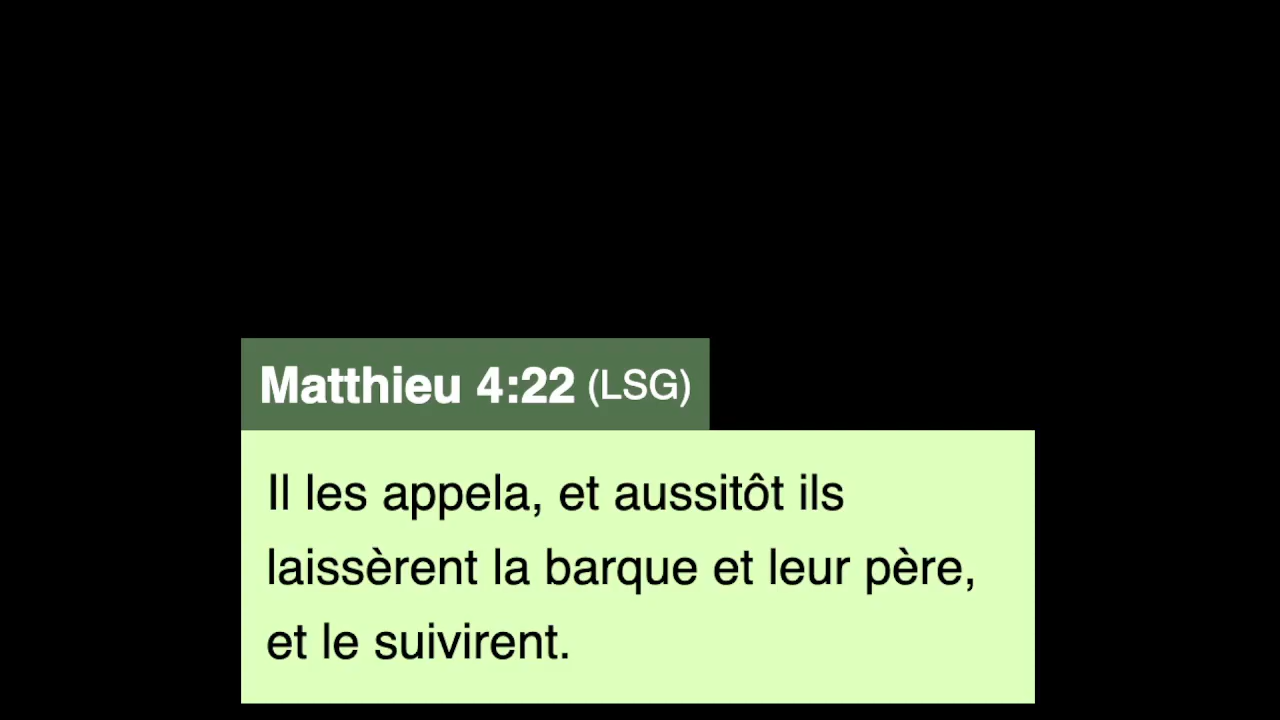 Matthieu 4:22 (LSG)
Il les appela, et aussitôt ils
laissèrent la barque et leur père,
et le suivirent.